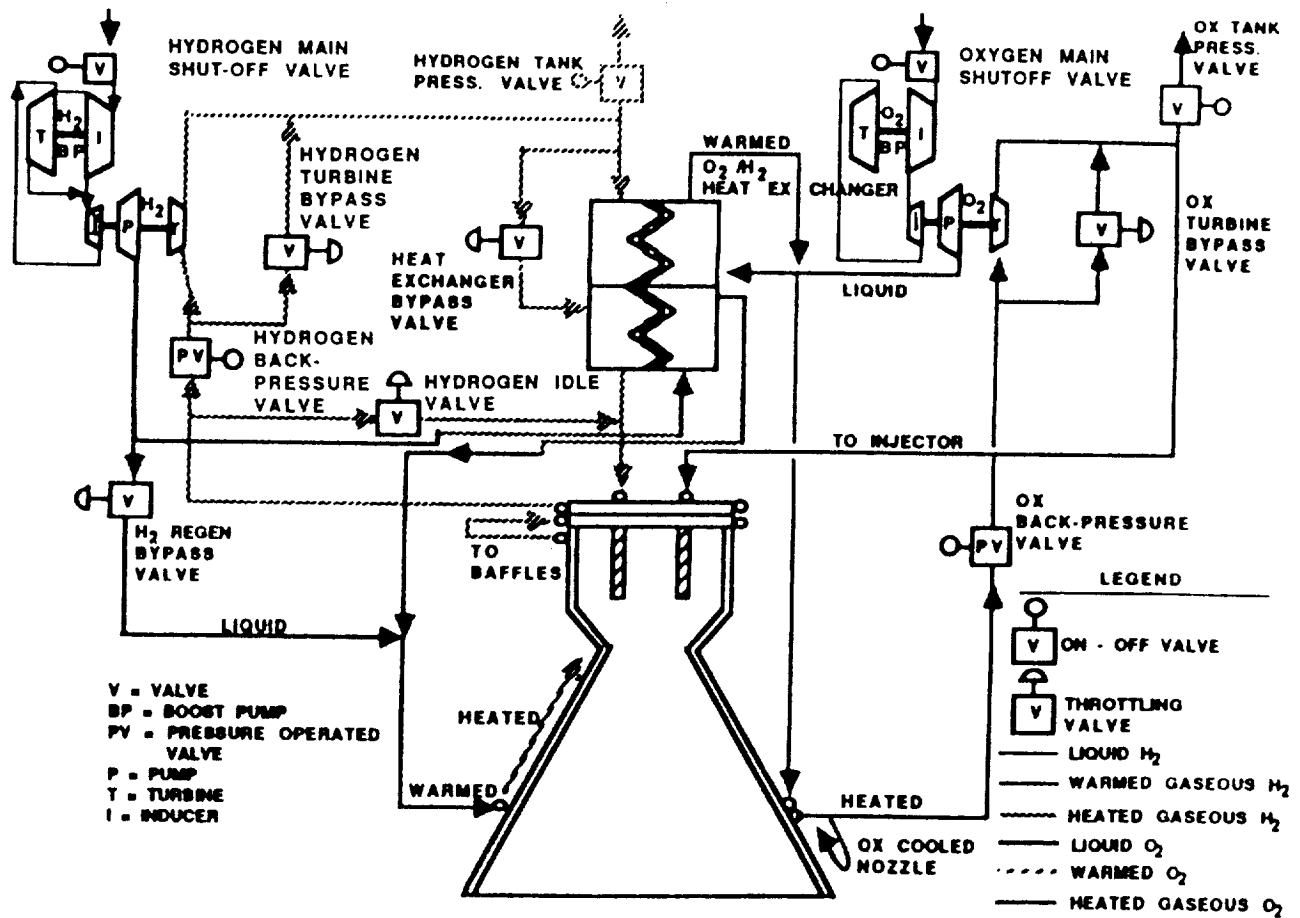 HYDROGEN MAIN
SHUT-OFF VALVE
V
T
H2
BP
I
I
P
H2
T
HYDROGEN TANK
PRESS. VALVE
V
HYDROGEN
TURBINE
BYPASS
VALVE
V
HEAT
EXCHANGER
BYPASS
VALVE
V
WARMED
O2 /H2
HEAT EXCHANGER
OXYGEN MAIN
SHUTOFF VALVE
V
T
O2
BP
I
I
P
O2
T
OX TANK
PRESS.
VALVE
V
OX
TURBINE
BYPASS
VALVE
V
LIQUID
HYDROGEN
BACK-
PRESSURE
VALVE
PV
HYDROGEN IDLE
VALVE
V
TO INJECTOR
V
H2 REGEN
BYPASS
VALVE
TO
BAFFLES
OX
BACK-PRESSURE
VALVE
PV
LIQUID
HEATED
WARMED
HEATED
OX COOLED
NOZZLE
V = VALVE
BP = BOOST PUMP
PV = PRESSURE OPERATED
VALVE
P = PUMP
T = TURBINE
I = INDUCER
LEGEND
V
ON - OFF VALVE
V
THROTTLING
VALVE
LIQUID H2
WARMED GASEOUS H2
HEATED GASEOUS H2
LIQUID O2
WARMED O2
HEATED GASEOUS O2